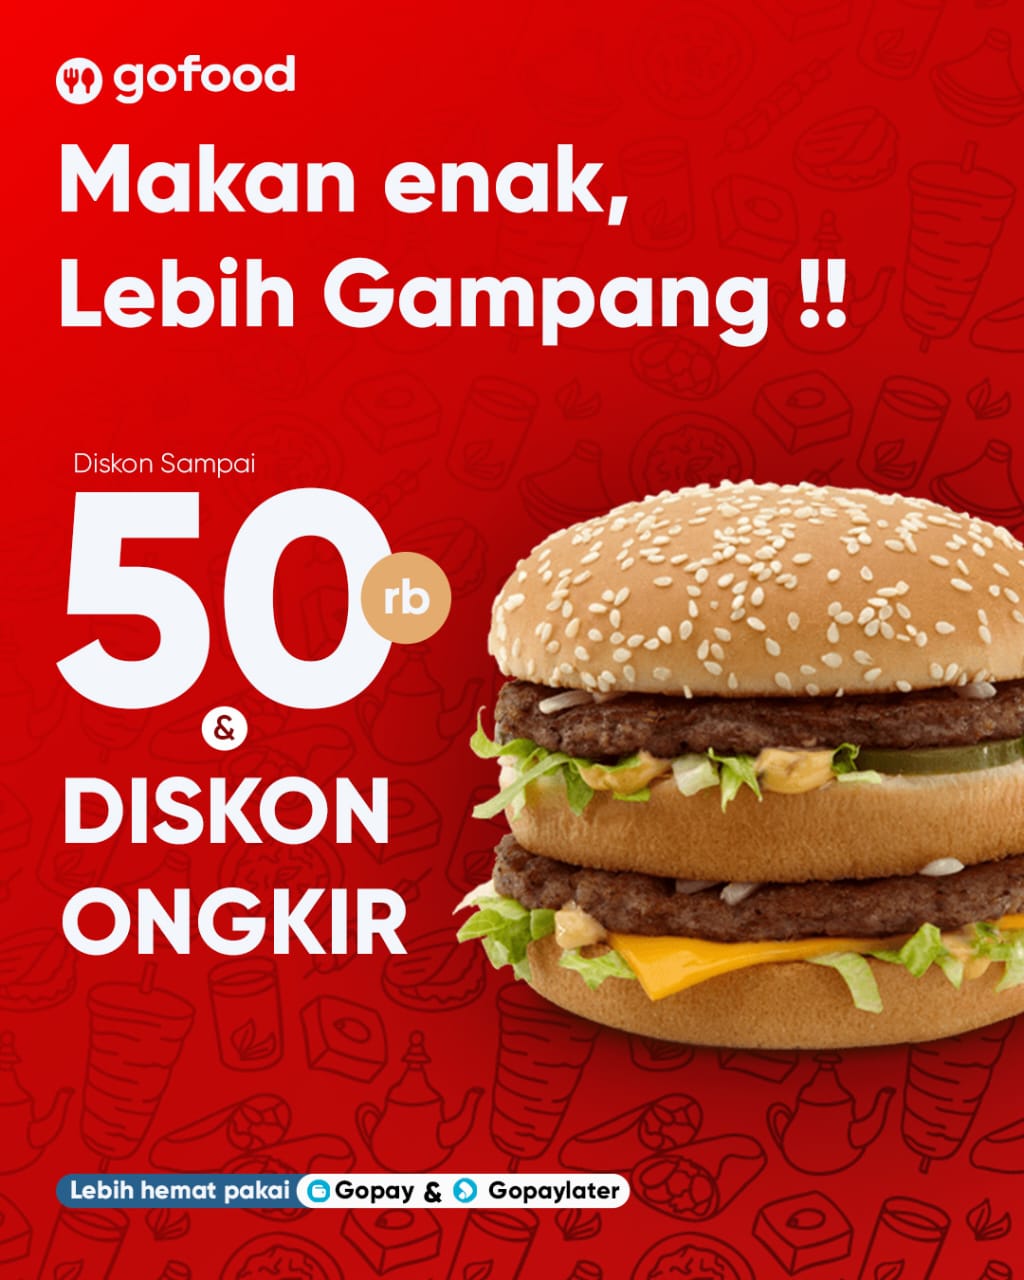 gofood
Makan enak,
Lebih Gampang !!
Diskon Sampai
50 rb
&
DISKON
ONGKIR
Lebih hemat pakai Gopay & Gopaylater